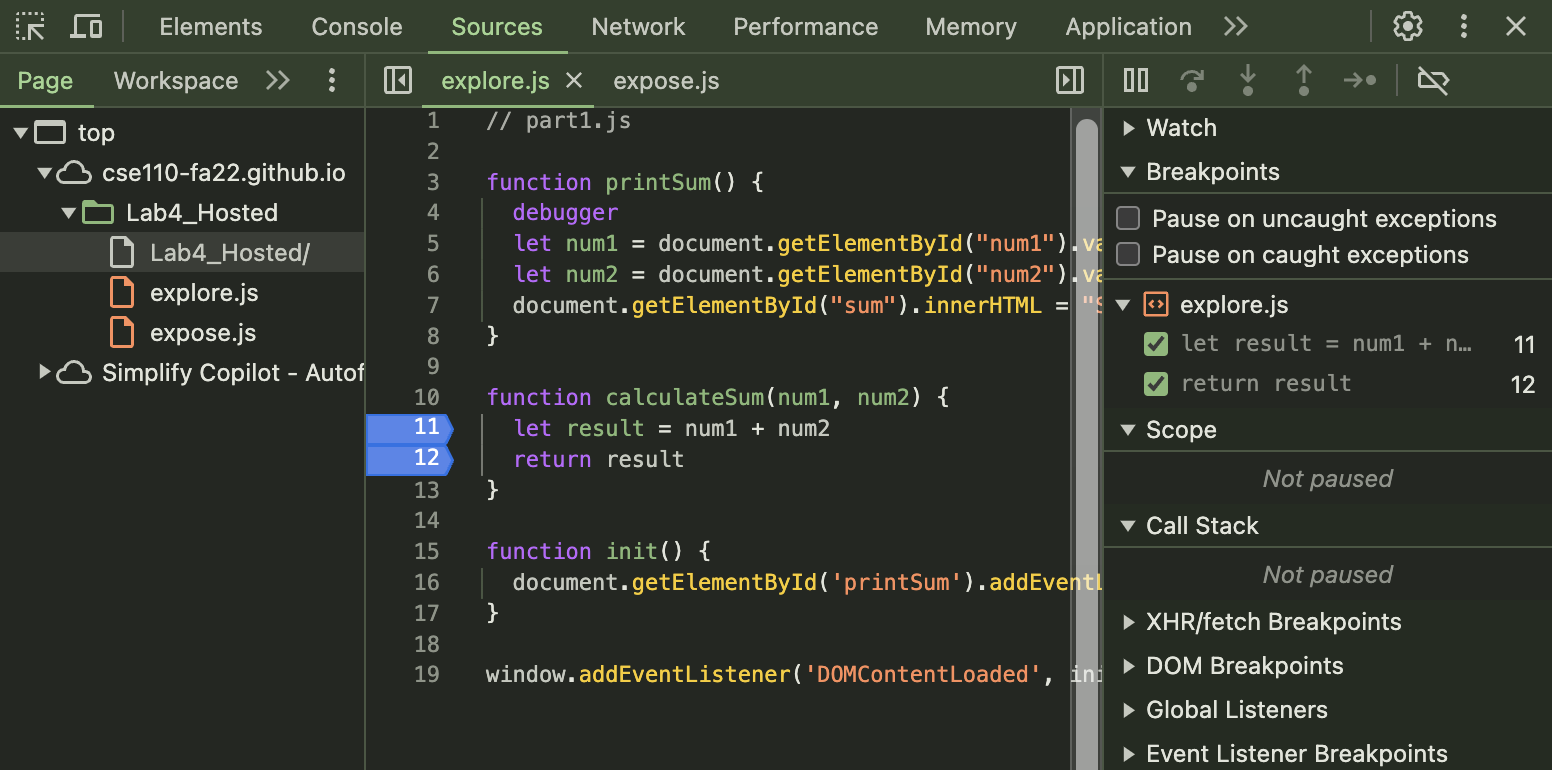 Elements Console Sources Network Performance Memory Application
Page Workspace
explore.js expose.js
top
cse110-fa22.github.io
Lab4_Hosted
Lab4_Hosted/
explore.js
expose.js
Simplify Copilot - Autof
1 // part1.js
2
3 function printSum() {
4 debugger
5 let num1 = document.getElementById("num1").va
6 let num2 = document.getElementById("num2").va
7 document.getElementById("sum").innerHTML = "S
8 }
9
10 function calculateSum(num1, num2) {
11 let result = num1 + num2
12 return result
13 }
14
15 function init() {
16 document.getElementById('printSum').addEventL
17 }
18
19 window.addEventListener('DOMContentLoaded', ini
Watch
Breakpoints
Pause on uncaught exceptions
Pause on caught exceptions
explore.js
let result = num1 + n… 11
return result 12
Scope
Not paused
Call Stack
Not paused
XHR/fetch Breakpoints
DOM Breakpoints
Global Listeners
Event Listener Breakpoints